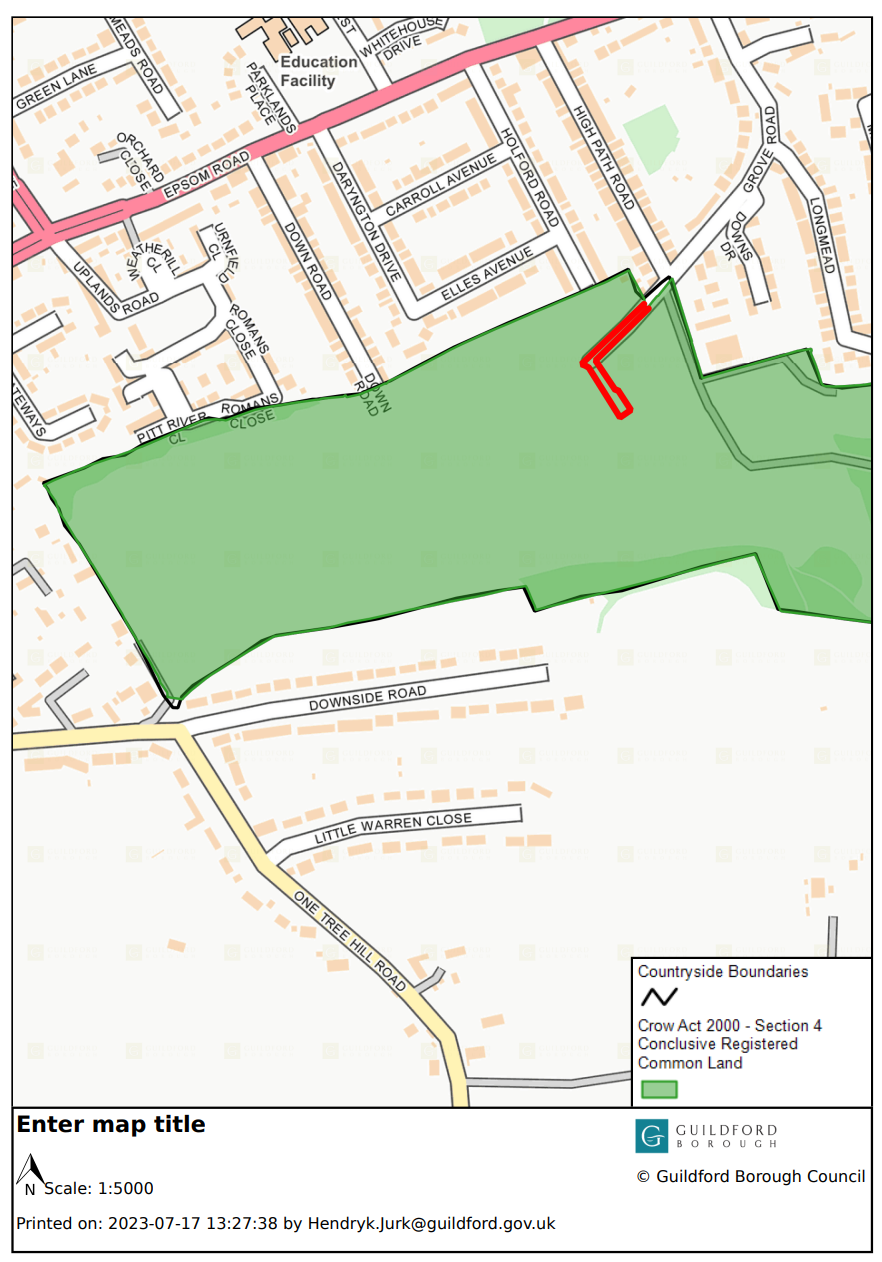 MEADS ROAD
GREEN LANE
ST
WHITEHOUSE
DRIVE
Education
Facility
PARKLANDS
PLACE
ORCHARD
CLOSE
EPSOM ROAD
HIGH PATH ROAD
GROVE ROAD
HOLFORD ROAD
CARROLL AVENUE
DARYNGTON DRIVE
ELLES AVENUE
DOWN ROAD
DOWNS
DR
LONGMEAD
WEATHERILL
CL
URNFIELD
CL
UPLANDS ROAD
ROMANS
CLOSE
DOWN
ROAD
ATEWAYS
PITT RIVER
CL
ROMANS
CLOSE
DOWNSIDE ROAD
LITTLE WARREN CLOSE
ONE TREE HILL ROAD
Countryside Boundaries
Crow Act 2000 - Section 4
Conclusive Registered
Common Land
Enter map title
N Scale: 1:5000
Printed on: 2023-07-17 13:27:38 by Hendryk.Jurk@guildford.gov.uk
G GUILDFORD
BOROUGH
© Guildford Borough Council